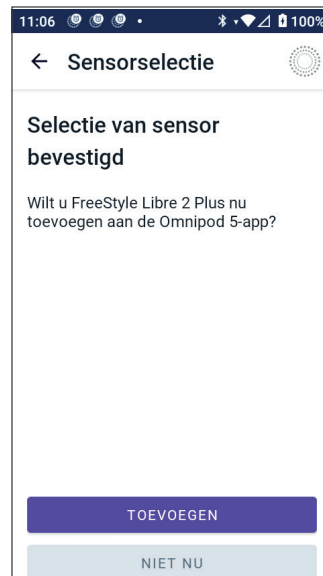 11:06 100%
Sensorselectie
Selectie van sensor
bevestigd
Wilt u FreeStyle Libre 2 Plus nu
toevoegen aan de Omnipod 5-app?
TOEVOEGEN
NIET NU